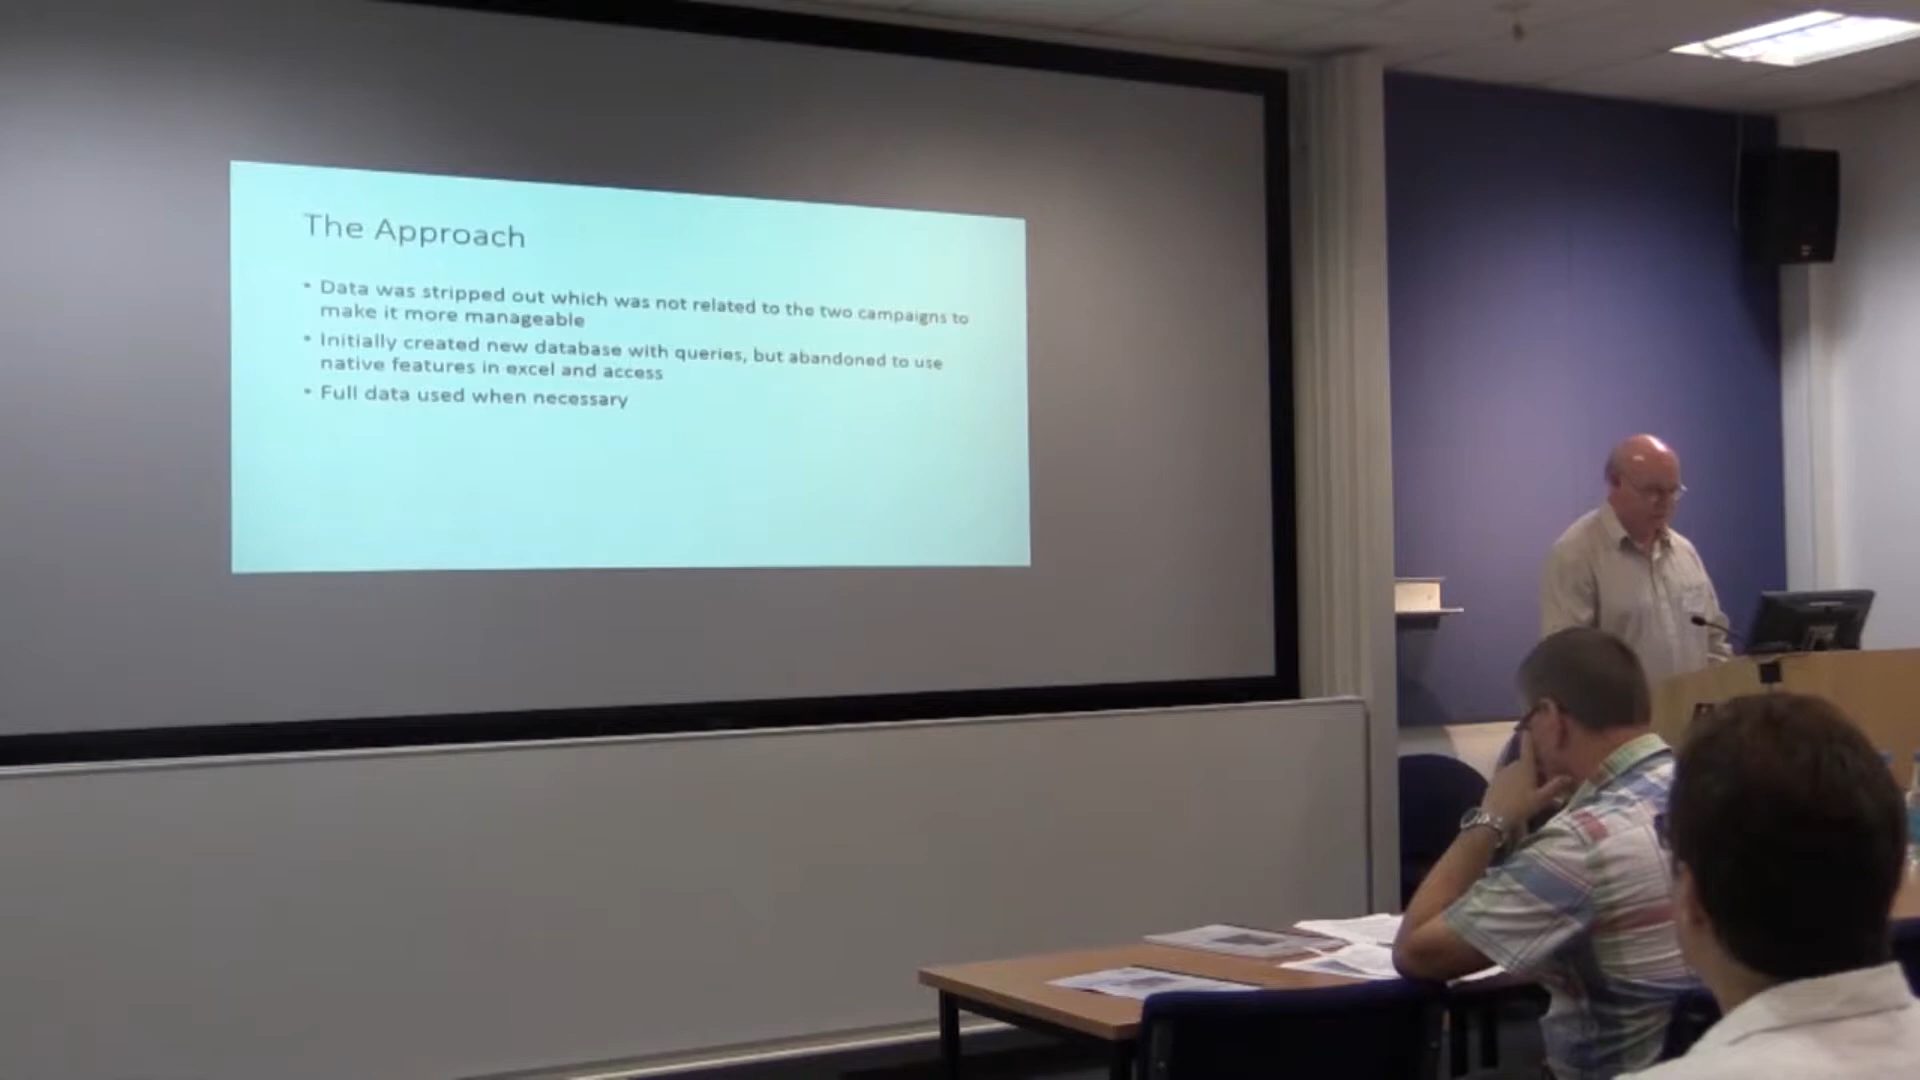 The Approach
• Data was stripped out which was not related to the two campaigns to
make it more manageable
• Initially created new database with queries, but abandoned to use
native features in excel and access
• Full data used when necessary